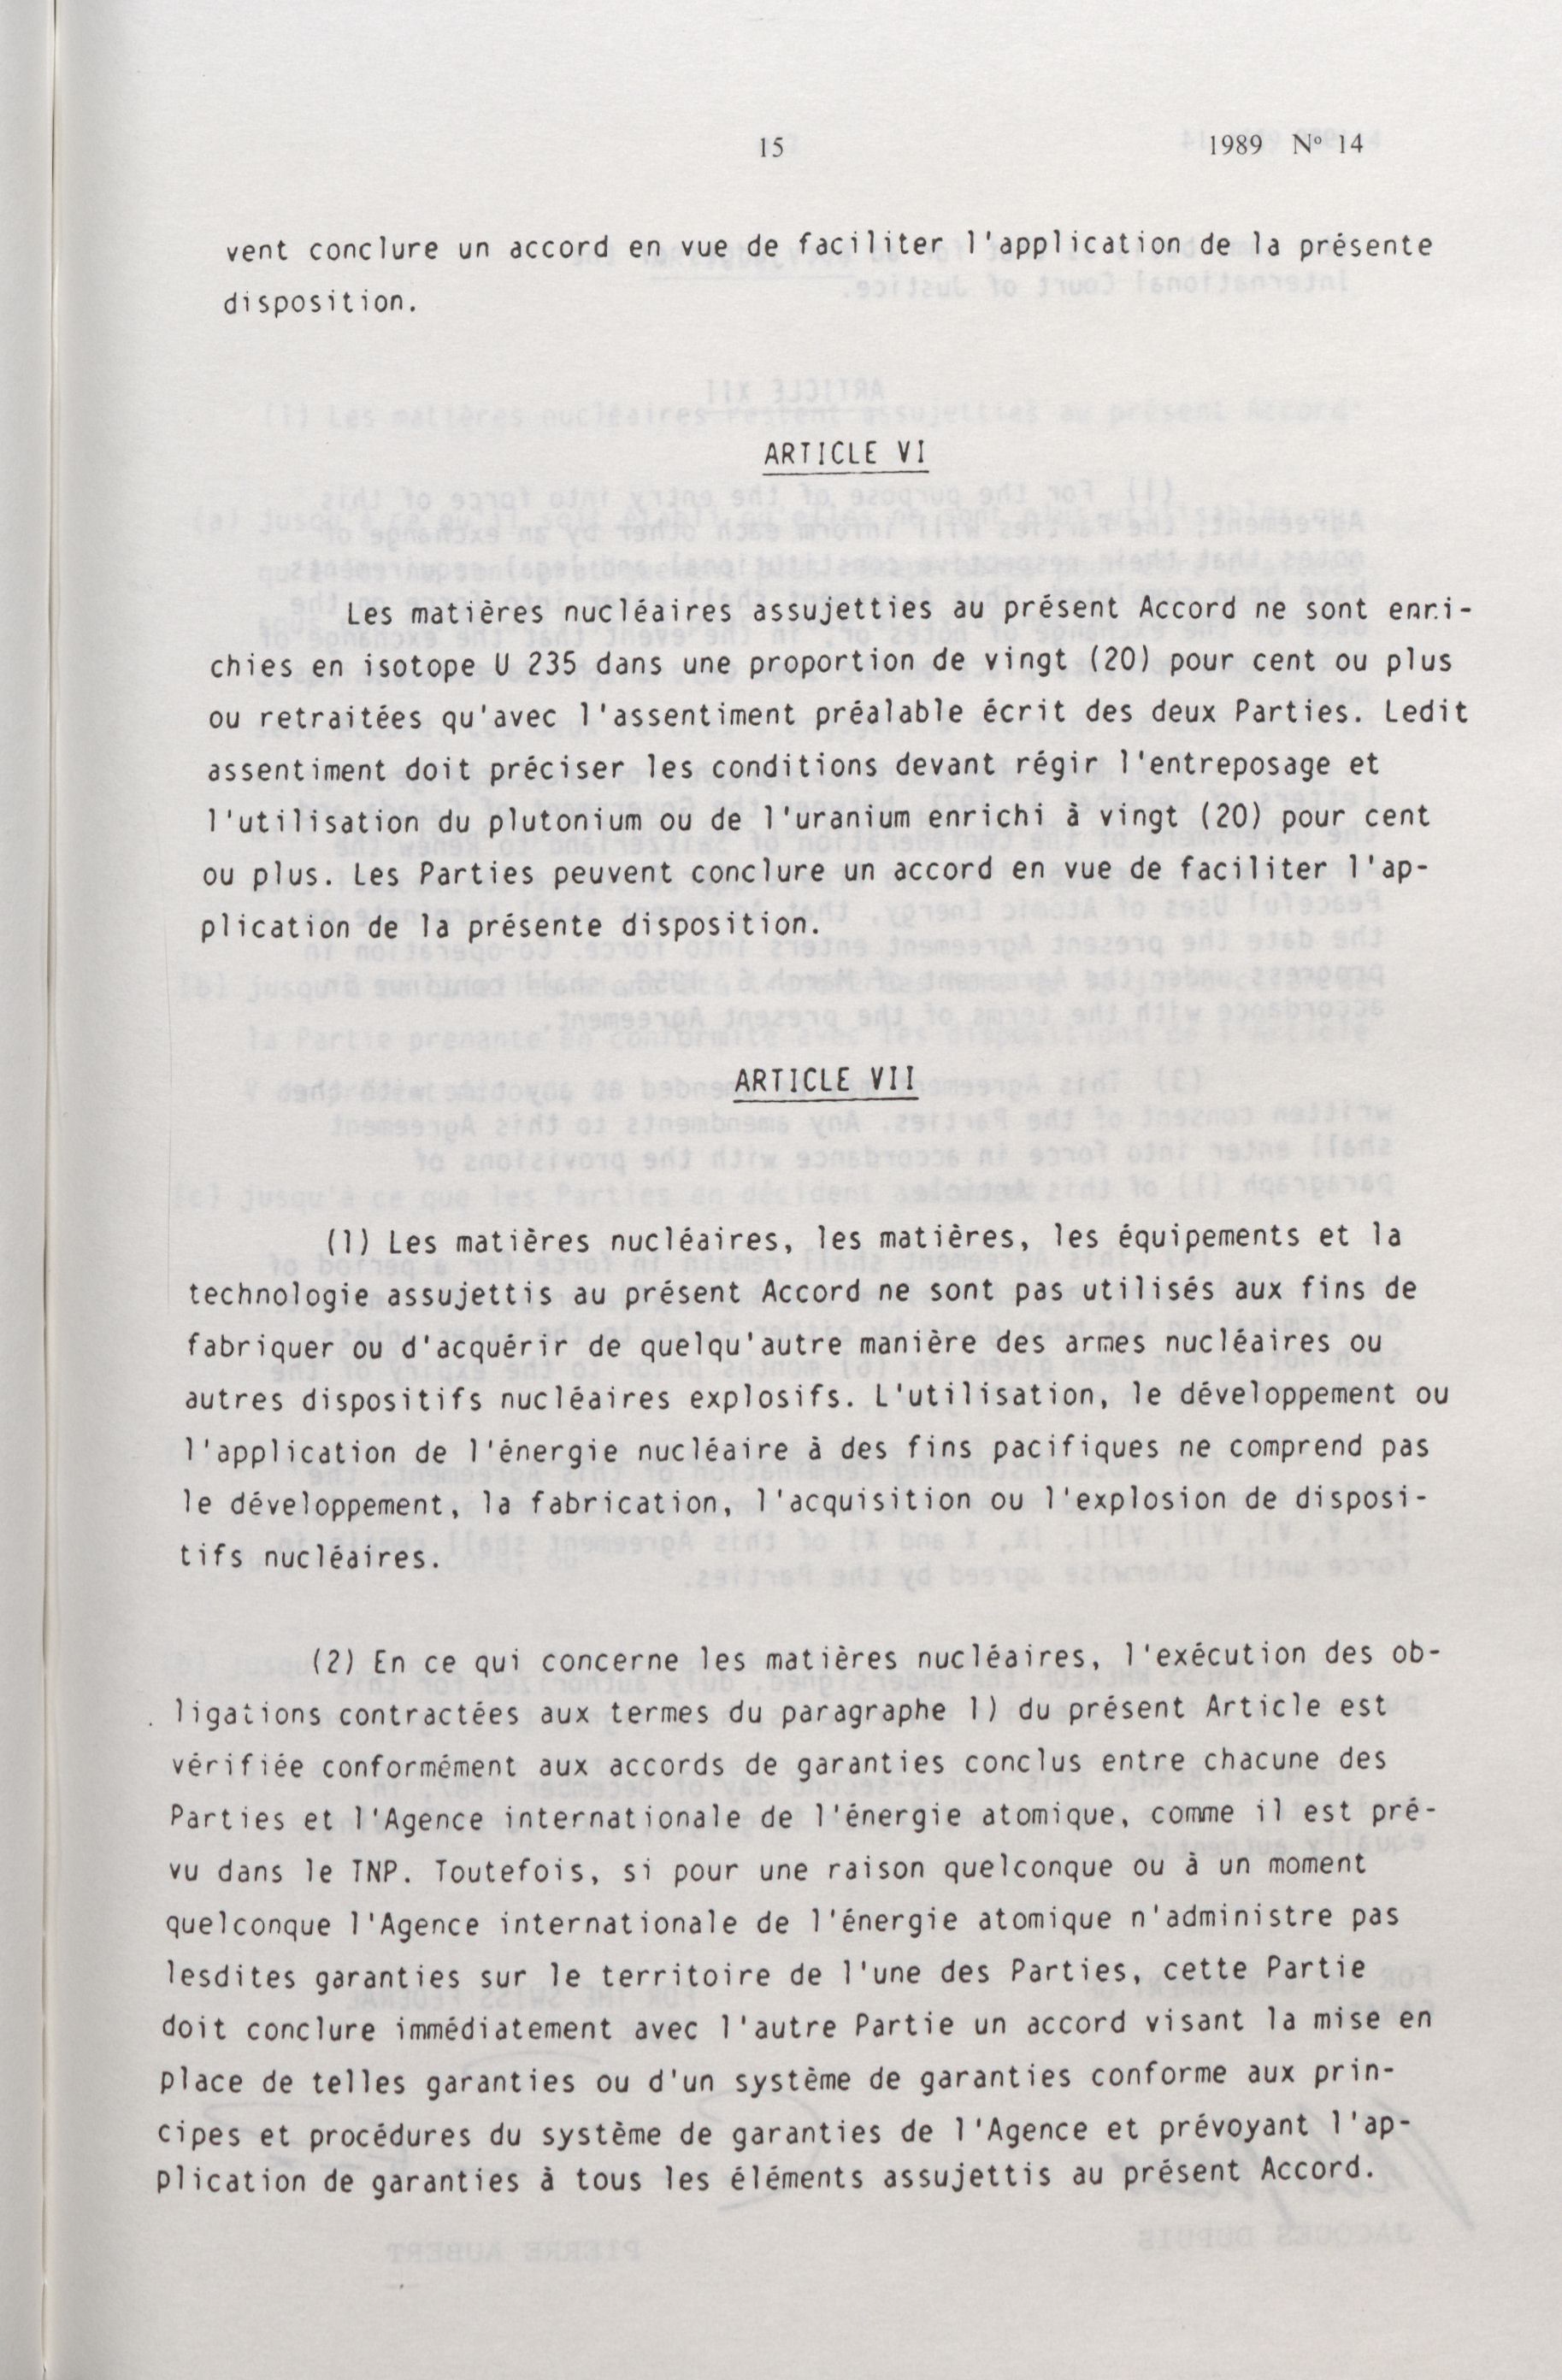 15
1989 Nº 14
vent conclure un accord en vue de faciliter l'application de la présente
disposition.
ARTICLE VI
Les matières nucléaires assujetties au présent Accord ne sont enri-
chies en isotope U 235 dans une proportion de vingt (20) pour cent ou plus
ou retraitées qu'avec l'assentiment préalable écrit des deux Parties. Ledit
assentiment doit préciser les conditions devant régir l'entreposage et
l'utilisation du plutonium ou de l'uranium enrichi à vingt (20) pour cent
ou plus. Les Parties peuvent conclure un accord en vue de faciliter l'ap-
plication de la présente disposition.
ARTICLE VII
(1) Les matières nucléaires, les matières, les équipements et la
technologie assujettis au présent Accord ne sont pas utilisés aux fins de
fabriquer ou d'acquérir de quelqu'autre manière des armes nucléaires ou
autres dispositifs nucléaires explosifs. L'utilisation, le développement ou
l'application de l'énergie nucléaire à des fins pacifiques ne comprend pas
le développement, la fabrication, l'acquisition ou l'explosion de disposi-
tifs nucléaires.
(2) En ce qui concerne les matières nucléaires, l'exécution des ob-
ligations contractées aux termes du paragraphe 1) du présent Article est
vérifiée conformément aux accords de garanties conclus entre chacune des
Parties et l'Agence internationale de l'énergie atomique, comme il est pré-
vu dans le TNP. Toutefois, si pour une raison quelconque ou à un moment
quelconque l'Agence internationale de l'énergie atomique n'administre pas
lesdites garanties sur le territoire de l'une des Parties, cette Partie
doit conclure immédiatement avec l'autre Partie un accord visant la mise en
place de telles garanties ou d'un système de garanties conforme aux prin-
cipes et procédures du système de garanties de l'Agence et prévoyant l'ap-
plication de garanties à tous les éléments assujettis au présent Accord.